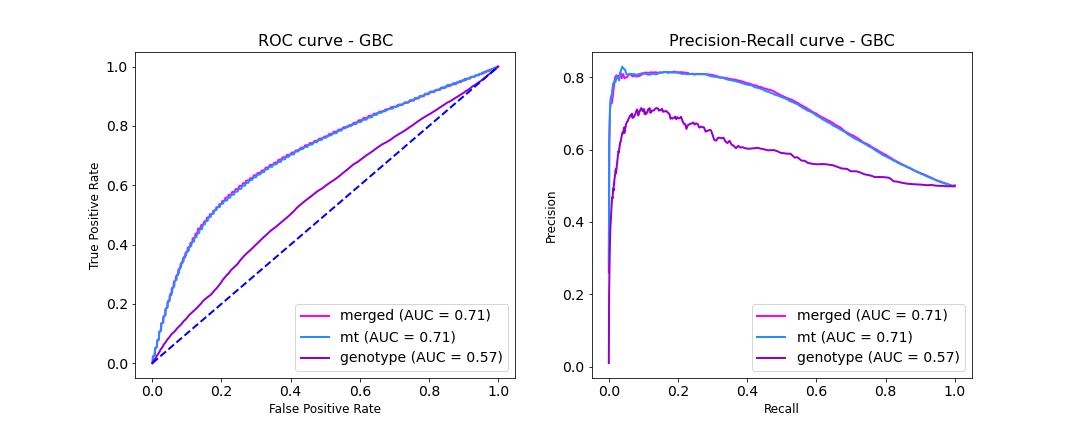 ROC curve - GBC
True Positive Rate
1.0
0.8
0.6
0.4
0.2
0.0
merged (AUC = 0.71)
mt (AUC = 0.71)
genotype (AUC = 0.57)
0.0 0.2 0.4 0.6 0.8 1.0
False Positive Rate
Precision-Recall curve - GBC
Precision
0.8
0.6
0.4
0.2
0.0
merged (AUC = 0.71)
mt (AUC = 0.71)
genotype (AUC = 0.57)
0.0 0.2 0.4 0.6 0.8 1.0
Recall